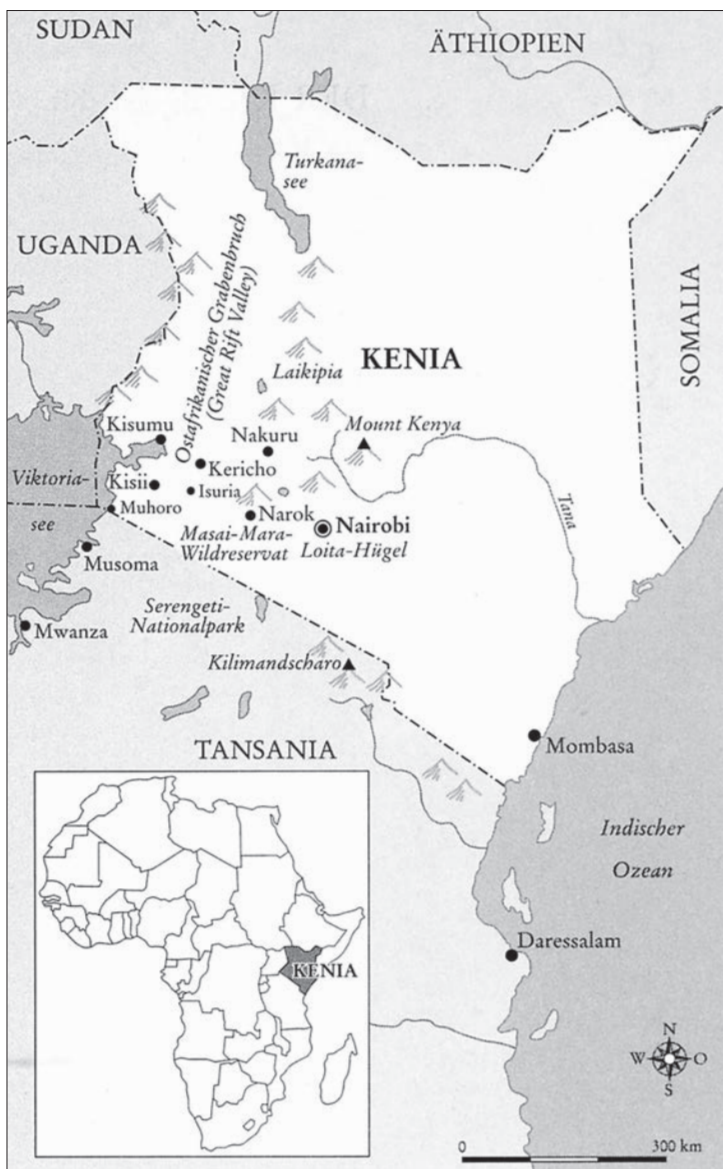 SUDAN
ÄTHIOPIEN
Turkana-
see
UGANDA
SOMALIA
Ostafrikanischer Grabenbruch
(Great Rift Valley)
KENIA
Laikipia
Kisumu
Mount Kenya
Nakuru
Kericho
Viktoria-
see
Kisii
Isuria
Muhoro
Narok
Nairobi
Tana
Masai-Mara-
Wildreservat
Loita-Hügel
Musoma
Serengeti-
Nationalpark
Mwanza
Kilimandscharo
TANSANIA
Mombasa
Indischer
Ozean
Daressalam
KENIA
N
W
O
S
0
300 km